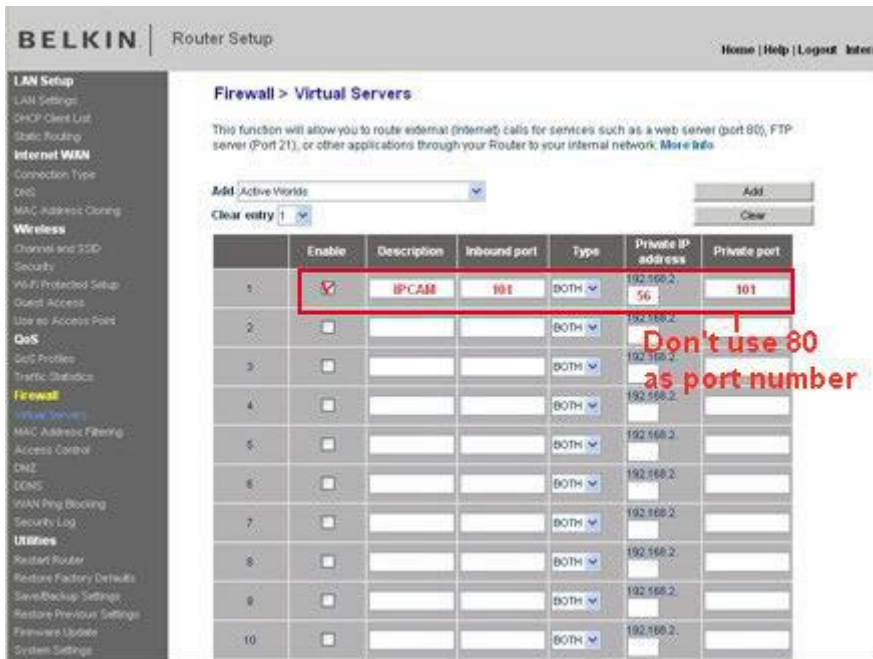 BELKIN | Router Setup
Home | Help | Logout Inter
LAN Setup
LAN Settings
DHCP Client List
Static Routing
Internet WAN
Connection Type
DNS
MAC Address Cloning
Wireless
Channel and SSID
Security
Wi-Fi Protected Setup
Guest Access
Use as Access Point
QoS
QoS Profiles
Traffic Statistics
Firewall
Virtual Servers
MAC Address Filtering
Access Control
DMZ
DDNS
WAN Ping Blocking
Security Log
Utilities
Restart Router
Restore Factory Defaults
Save/Backup Settings
Restore Previous Settings
Firmware Update
System Settings
Firewall > Virtual Servers
This function will allow you to route external (Internet) calls for services such as a web server (port 80), FTP
server (Port 21), or other applications through your Router to your internal network. More Info
Add Active Worlds Add
Clear entry 1 Clear
Enable Description Inbound port Type Private IP address Private port
1 IPCAM 101 BOTH 192.168.2. 56 101
2 BOTH 192.168.2.
Don't use 80
as port number
3 BOTH 192.168.2.
4 BOTH 192.168.2.
5 BOTH 192.168.2.
6 BOTH 192.168.2.
7 BOTH 192.168.2.
8 BOTH 192.168.2.
9 BOTH 192.168.2.
10 BOTH 192.168.2.